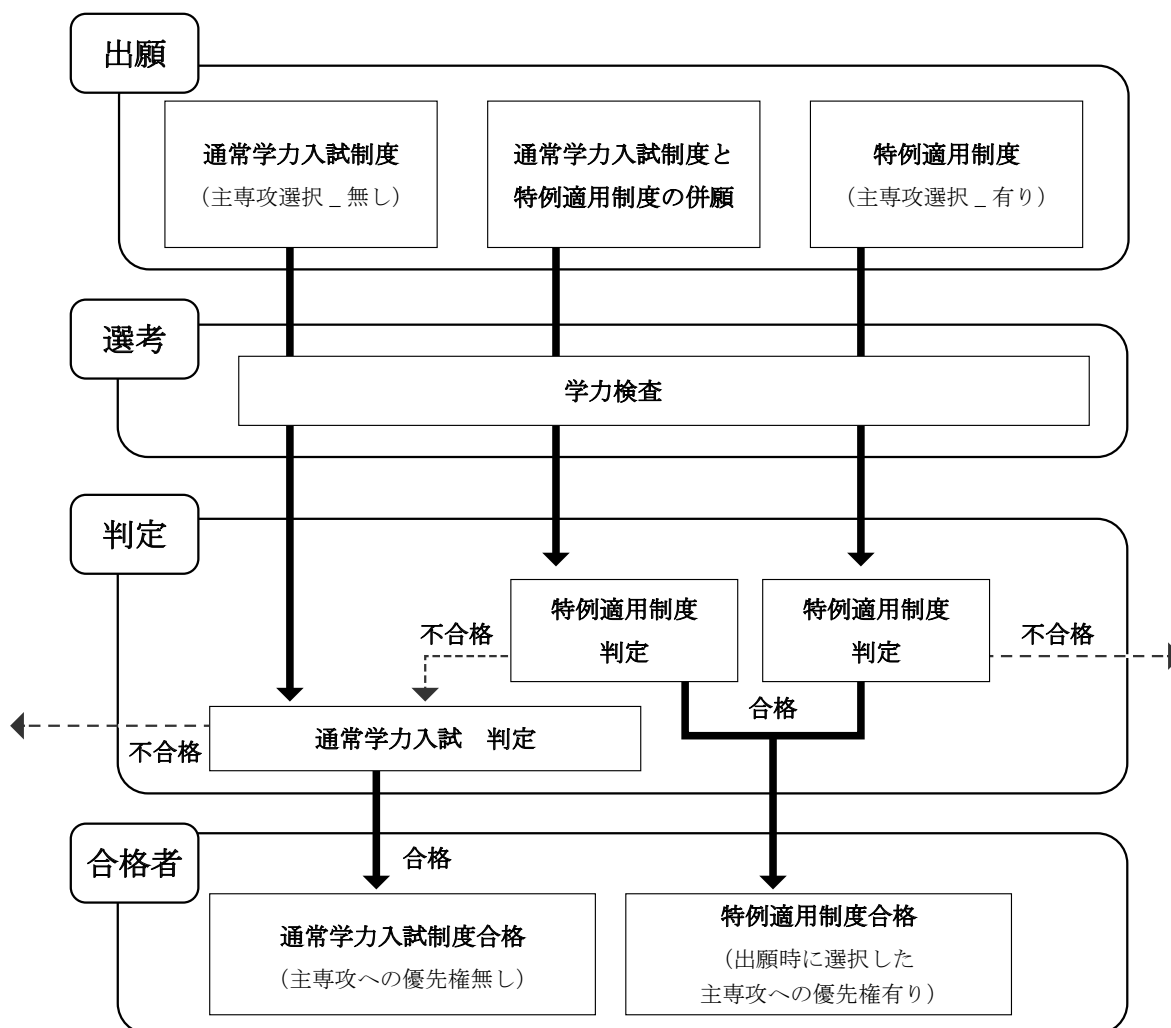 出願
通常学力入試制度
（主専攻選択 _ 無し）
通常学力入試制度と
特例適用制度の併願
特例適用制度
（主専攻選択 _ 有り）
選考
学力検査
判定
特例適用制度
判定
特例適用制度
判定
不合格
不合格
合格
通常学力入試　判定
不合格
合格者
合格
通常学力入試制度合格
（主専攻への優先権無し）
特例適用制度合格
（出願時に選択した
主専攻への優先権有り）